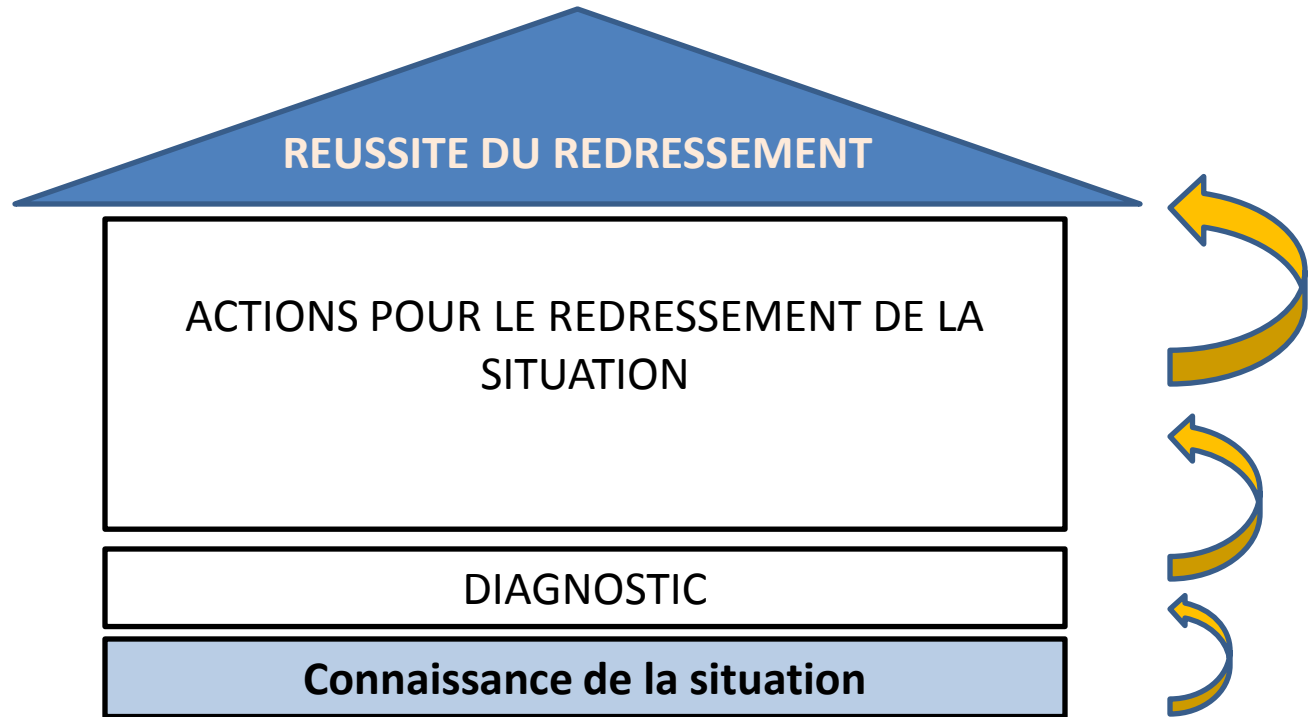 REUSSITE DU REDRESSEMENT
ACTIONS POUR LE REDRESSEMENT DE LA
SITUATION
DIAGNOSTIC
Connaissance de la situation